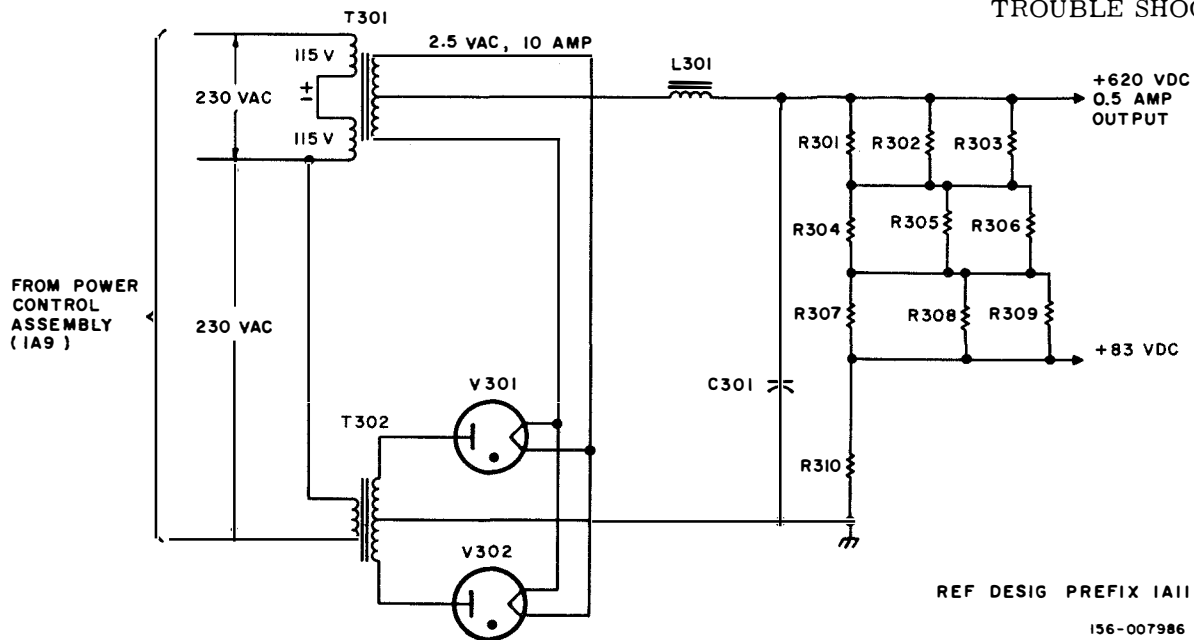 TROUBLE SHOO
T301
2.5 VAC, 10 AMP
115 V
L301
+620 VDC
0.5 AMP
OUTPUT
230 VAC
±
115 V
R301
R302
R303
R304
R305
R306
FROM POWER
CONTROL
ASSEMBLY
(1A9)
230 VAC
R307
R308
R309
+83 VDC
V301
C301
T302
R310
V302
REF DESIG PREFIX 1A11
156-007986